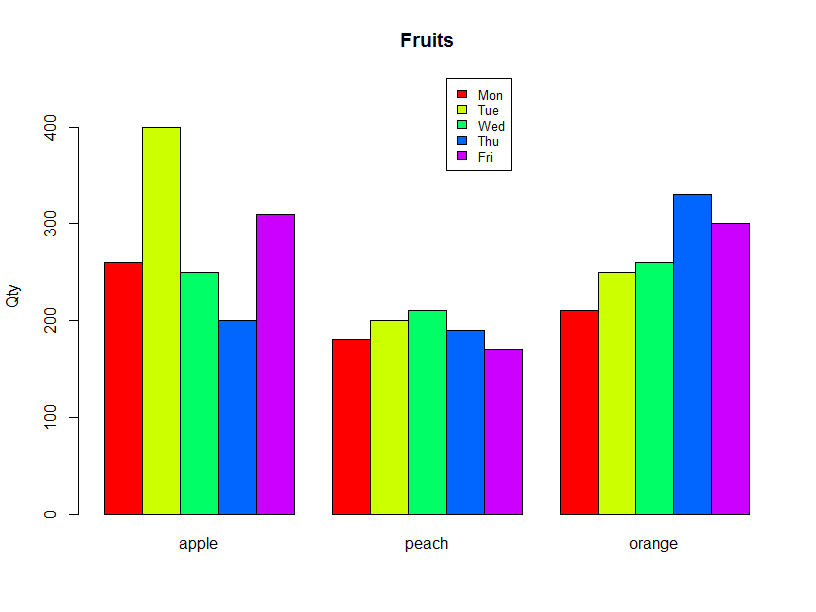 Fruits
Mon
Tue
Wed
Thu
Fri
Qty
400
300
200
100
0
apple peach orange